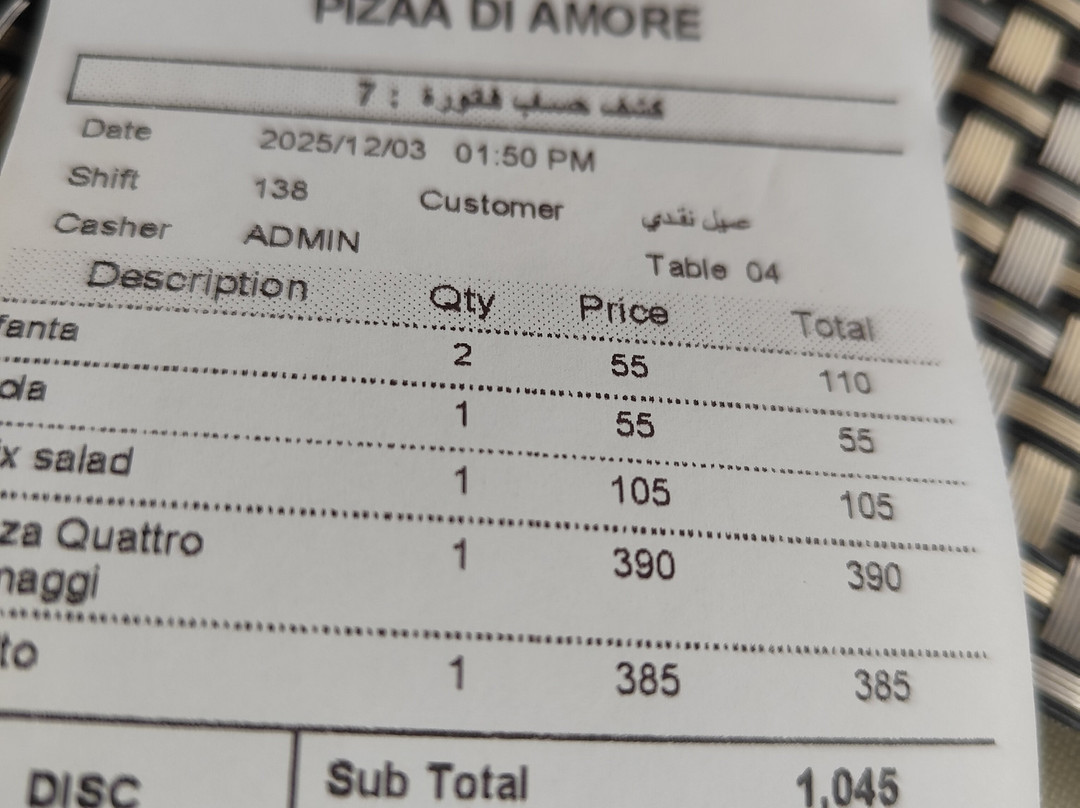 PIZAA DI AMORE
كشف حساب فاتورة : 7
Date 2025/12/03 01:50 PM
Shift 138 Customer عميل نقدي
Casher ADMIN Table 04
Description Qty Price Total
fanta 2 55 110
ola 1 55 55
x salad 1 105 105
za Quattro 1 390 390
maggi
to 1 385 385
DISC Sub Total 1,045